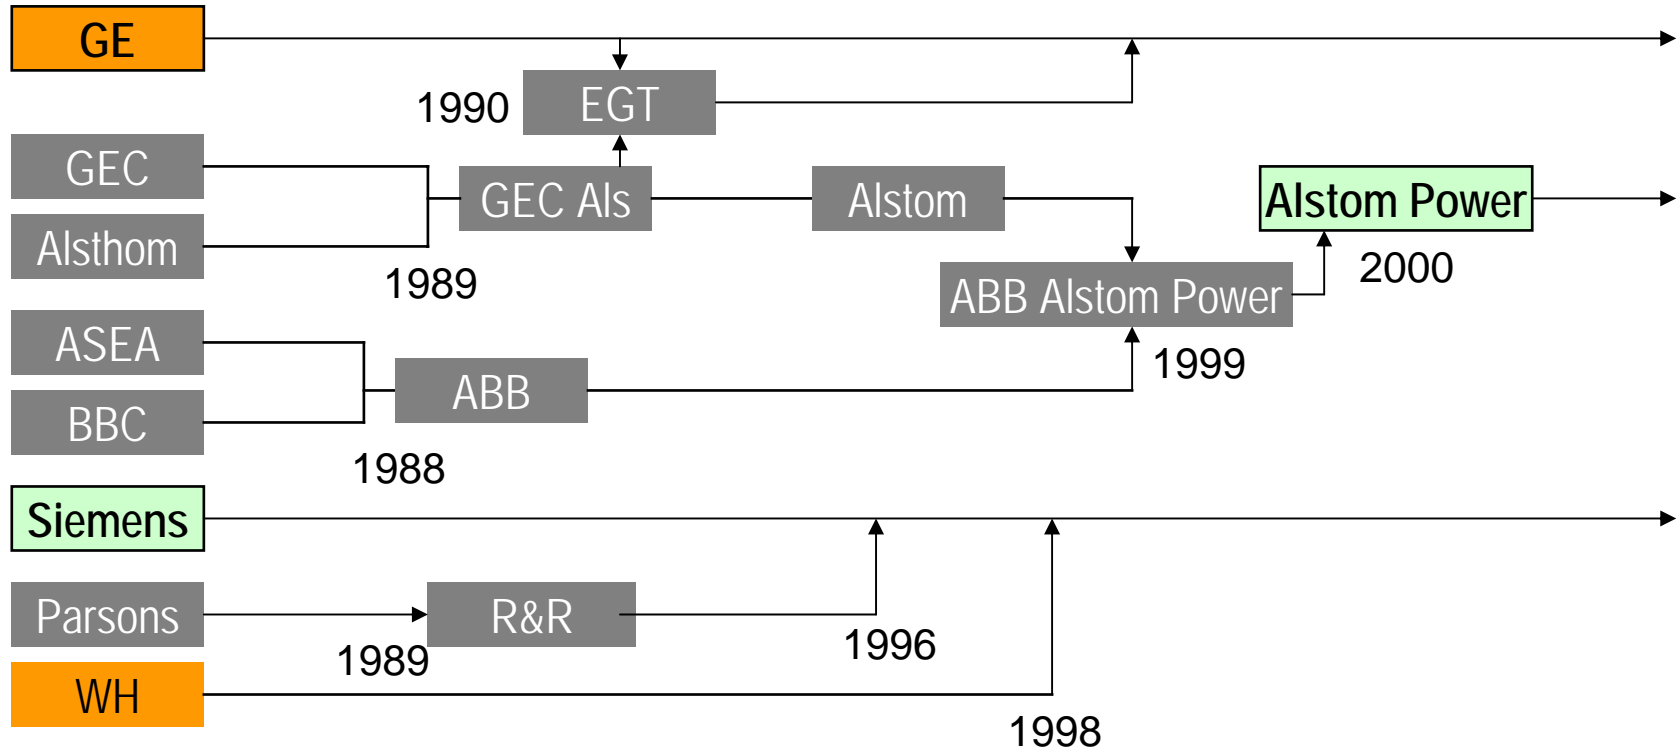 GE
1990
EGT
GEC
GEC Als
Alstom
Alstom Power
Alsthom
1989
2000
ABB Alstom Power
ASEA
1999
ABB
BBC
1988
Siemens
Parsons
R&R
1989
1996
WH
1998